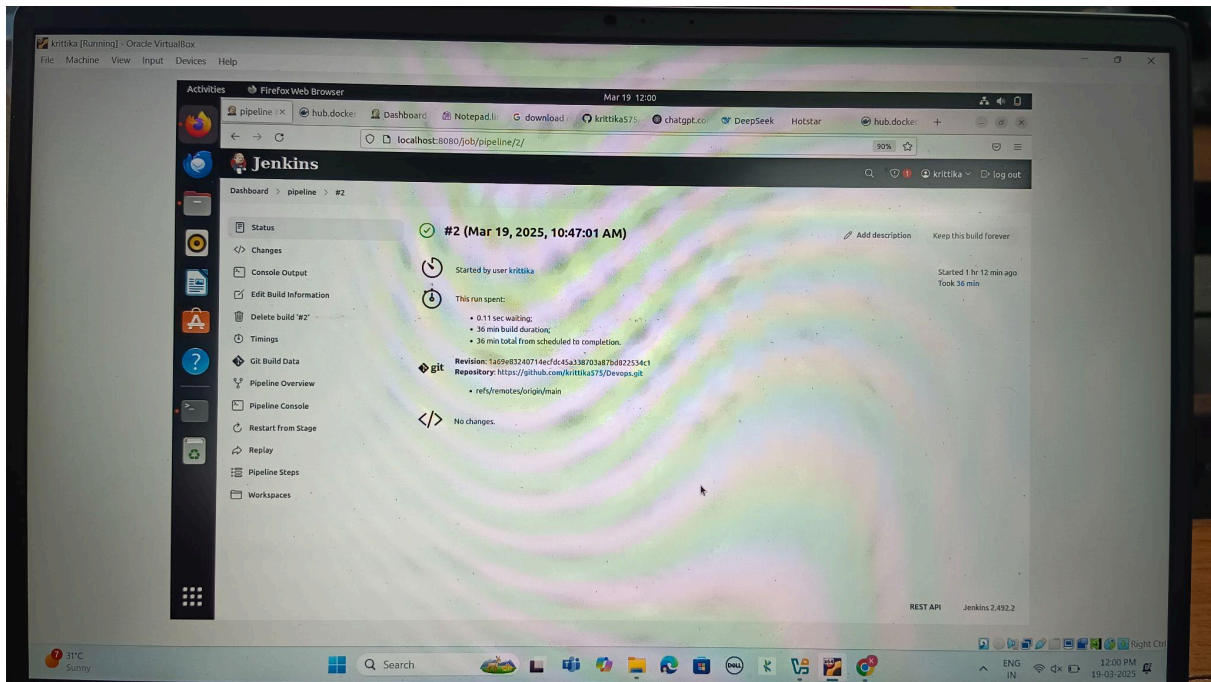 krittika [Running] - Oracle VirtualBox
File Machine View Input Devices Help
Activities Firefox Web Browser Mar 19 12:00
pipeline hub.docker Dashboard Notepad.li G download krittika575 chatgpt.co DeepSeek Hotstar hub.docker
localhost:8080/job/pipeline/2/ 90%
Jenkins 1 krittika log out
Dashboard > pipeline > #2
Status
Changes
Console Output
Edit Build Information
Delete build '#2'
Timings
Git Build Data
Pipeline Overview
Pipeline Console
Restart from Stage
Replay
Pipeline Steps
Workspaces
#2 (Mar 19, 2025, 10:47:01 AM)
Add description Keep this build forever
Started 1 hr 12 min ago
Took 36 min
Started by user krittika
This run spent:
• 0.11 sec waiting;
• 36 min build duration;
• 36 min total from scheduled to completion.
git
Revision: 1a69e83240714ecfdc45a338703a87bd822534c1
Repository: https://github.com/krittika575/Devops.git
• refs/remotes/origin/main
No changes.
REST API Jenkins 2.492.2
Right Ctrl
7 31°C
Sunny
Search
DELL
ENG
IN
12:00 PM
19-03-2025